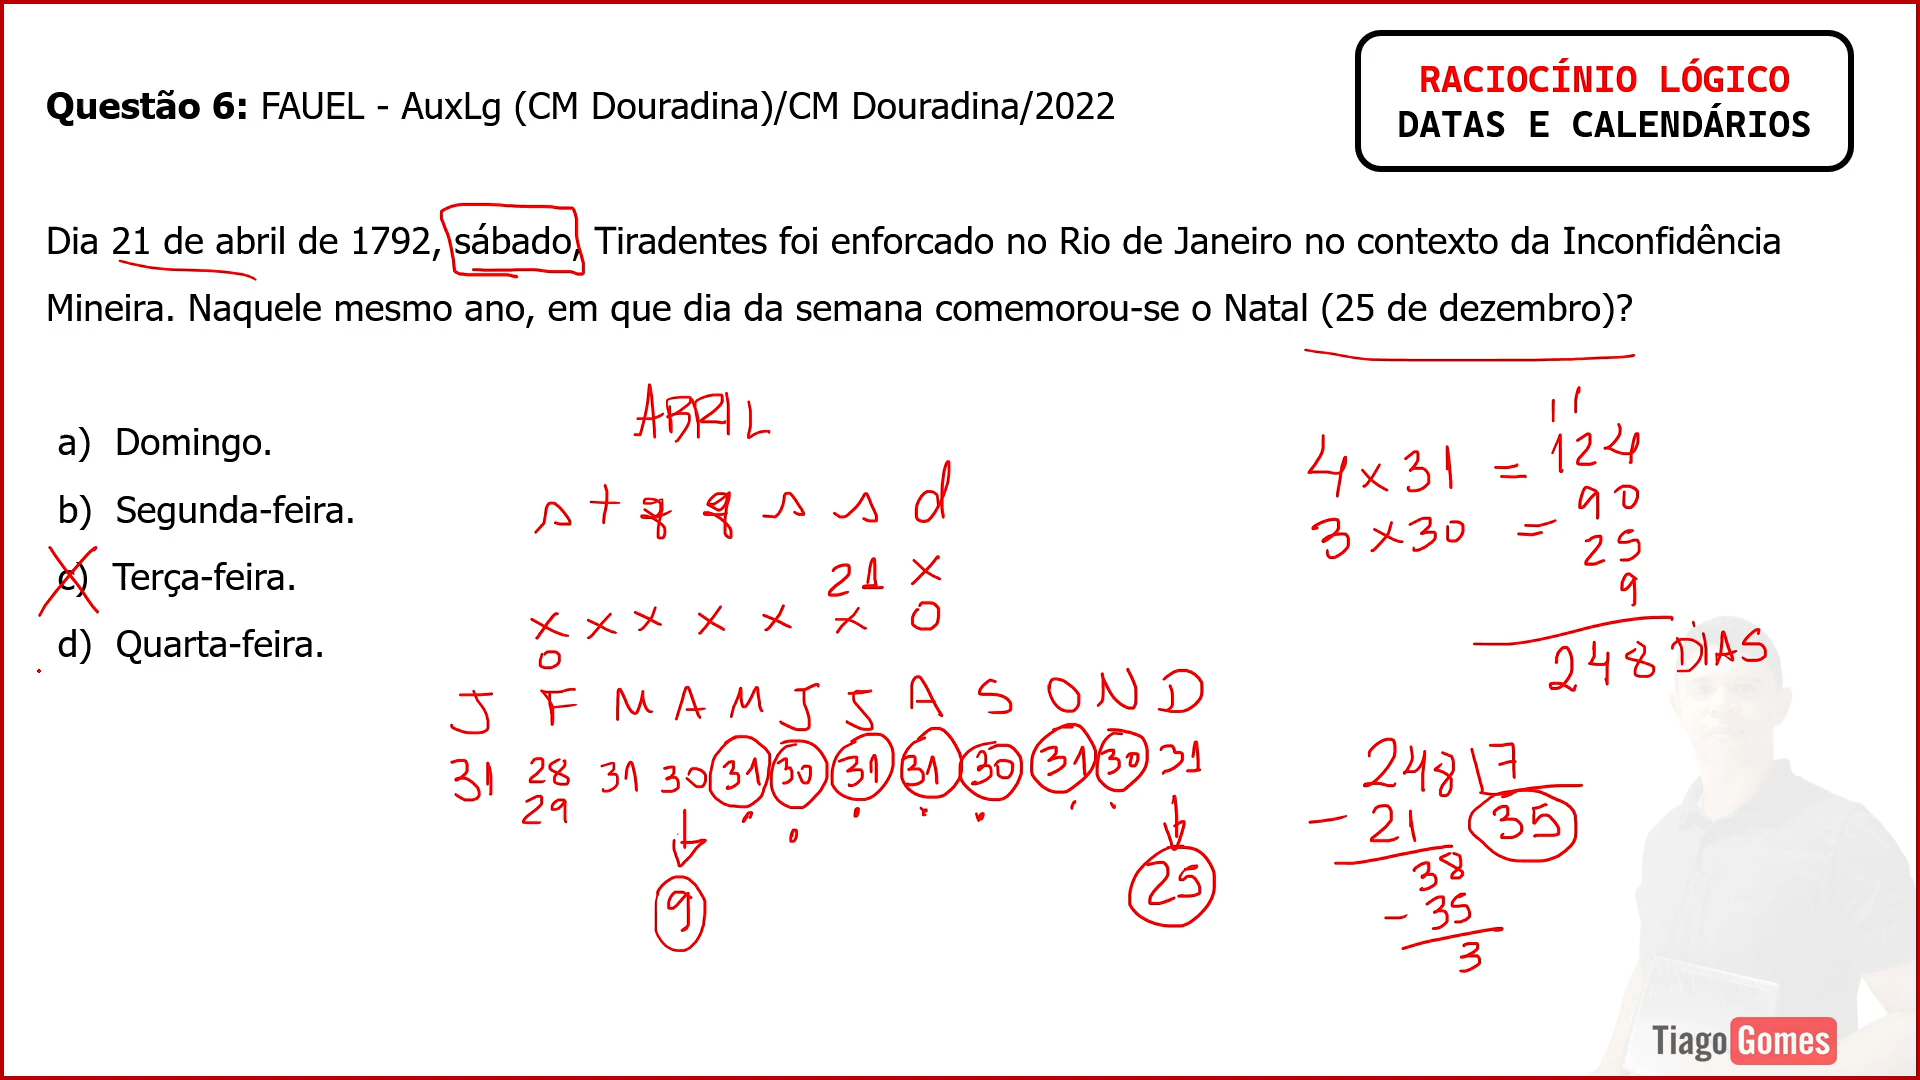 RACIOCÍNIO LÓGICO
DATAS E CALENDÁRIOS
Questão 6: FAUEL - AuxLg (CM Douradina)/CM Douradina/2022
Dia 21 de abril de 1792, sábado, Tiradentes foi enforcado no Rio de Janeiro no contexto da Inconfidência
Mineira. Naquele mesmo ano, em que dia da semana comemorou-se o Natal (25 de dezembro)?
a) Domingo.
b) Segunda-feira.
c) Terça-feira.
d) Quarta-feira.
ABRIL
s t q q s s d
21 x
x x x x x x 0
0
J F M A M J J A S O N D
31 28 31 30 31 30 31 31 30 31 30 31
29
9 25
11
4 x 31 = 124
90
3 x 30 =
25
9
248 DIAS
248 7
- 21 35
38
- 35
3
Tiago Gomes